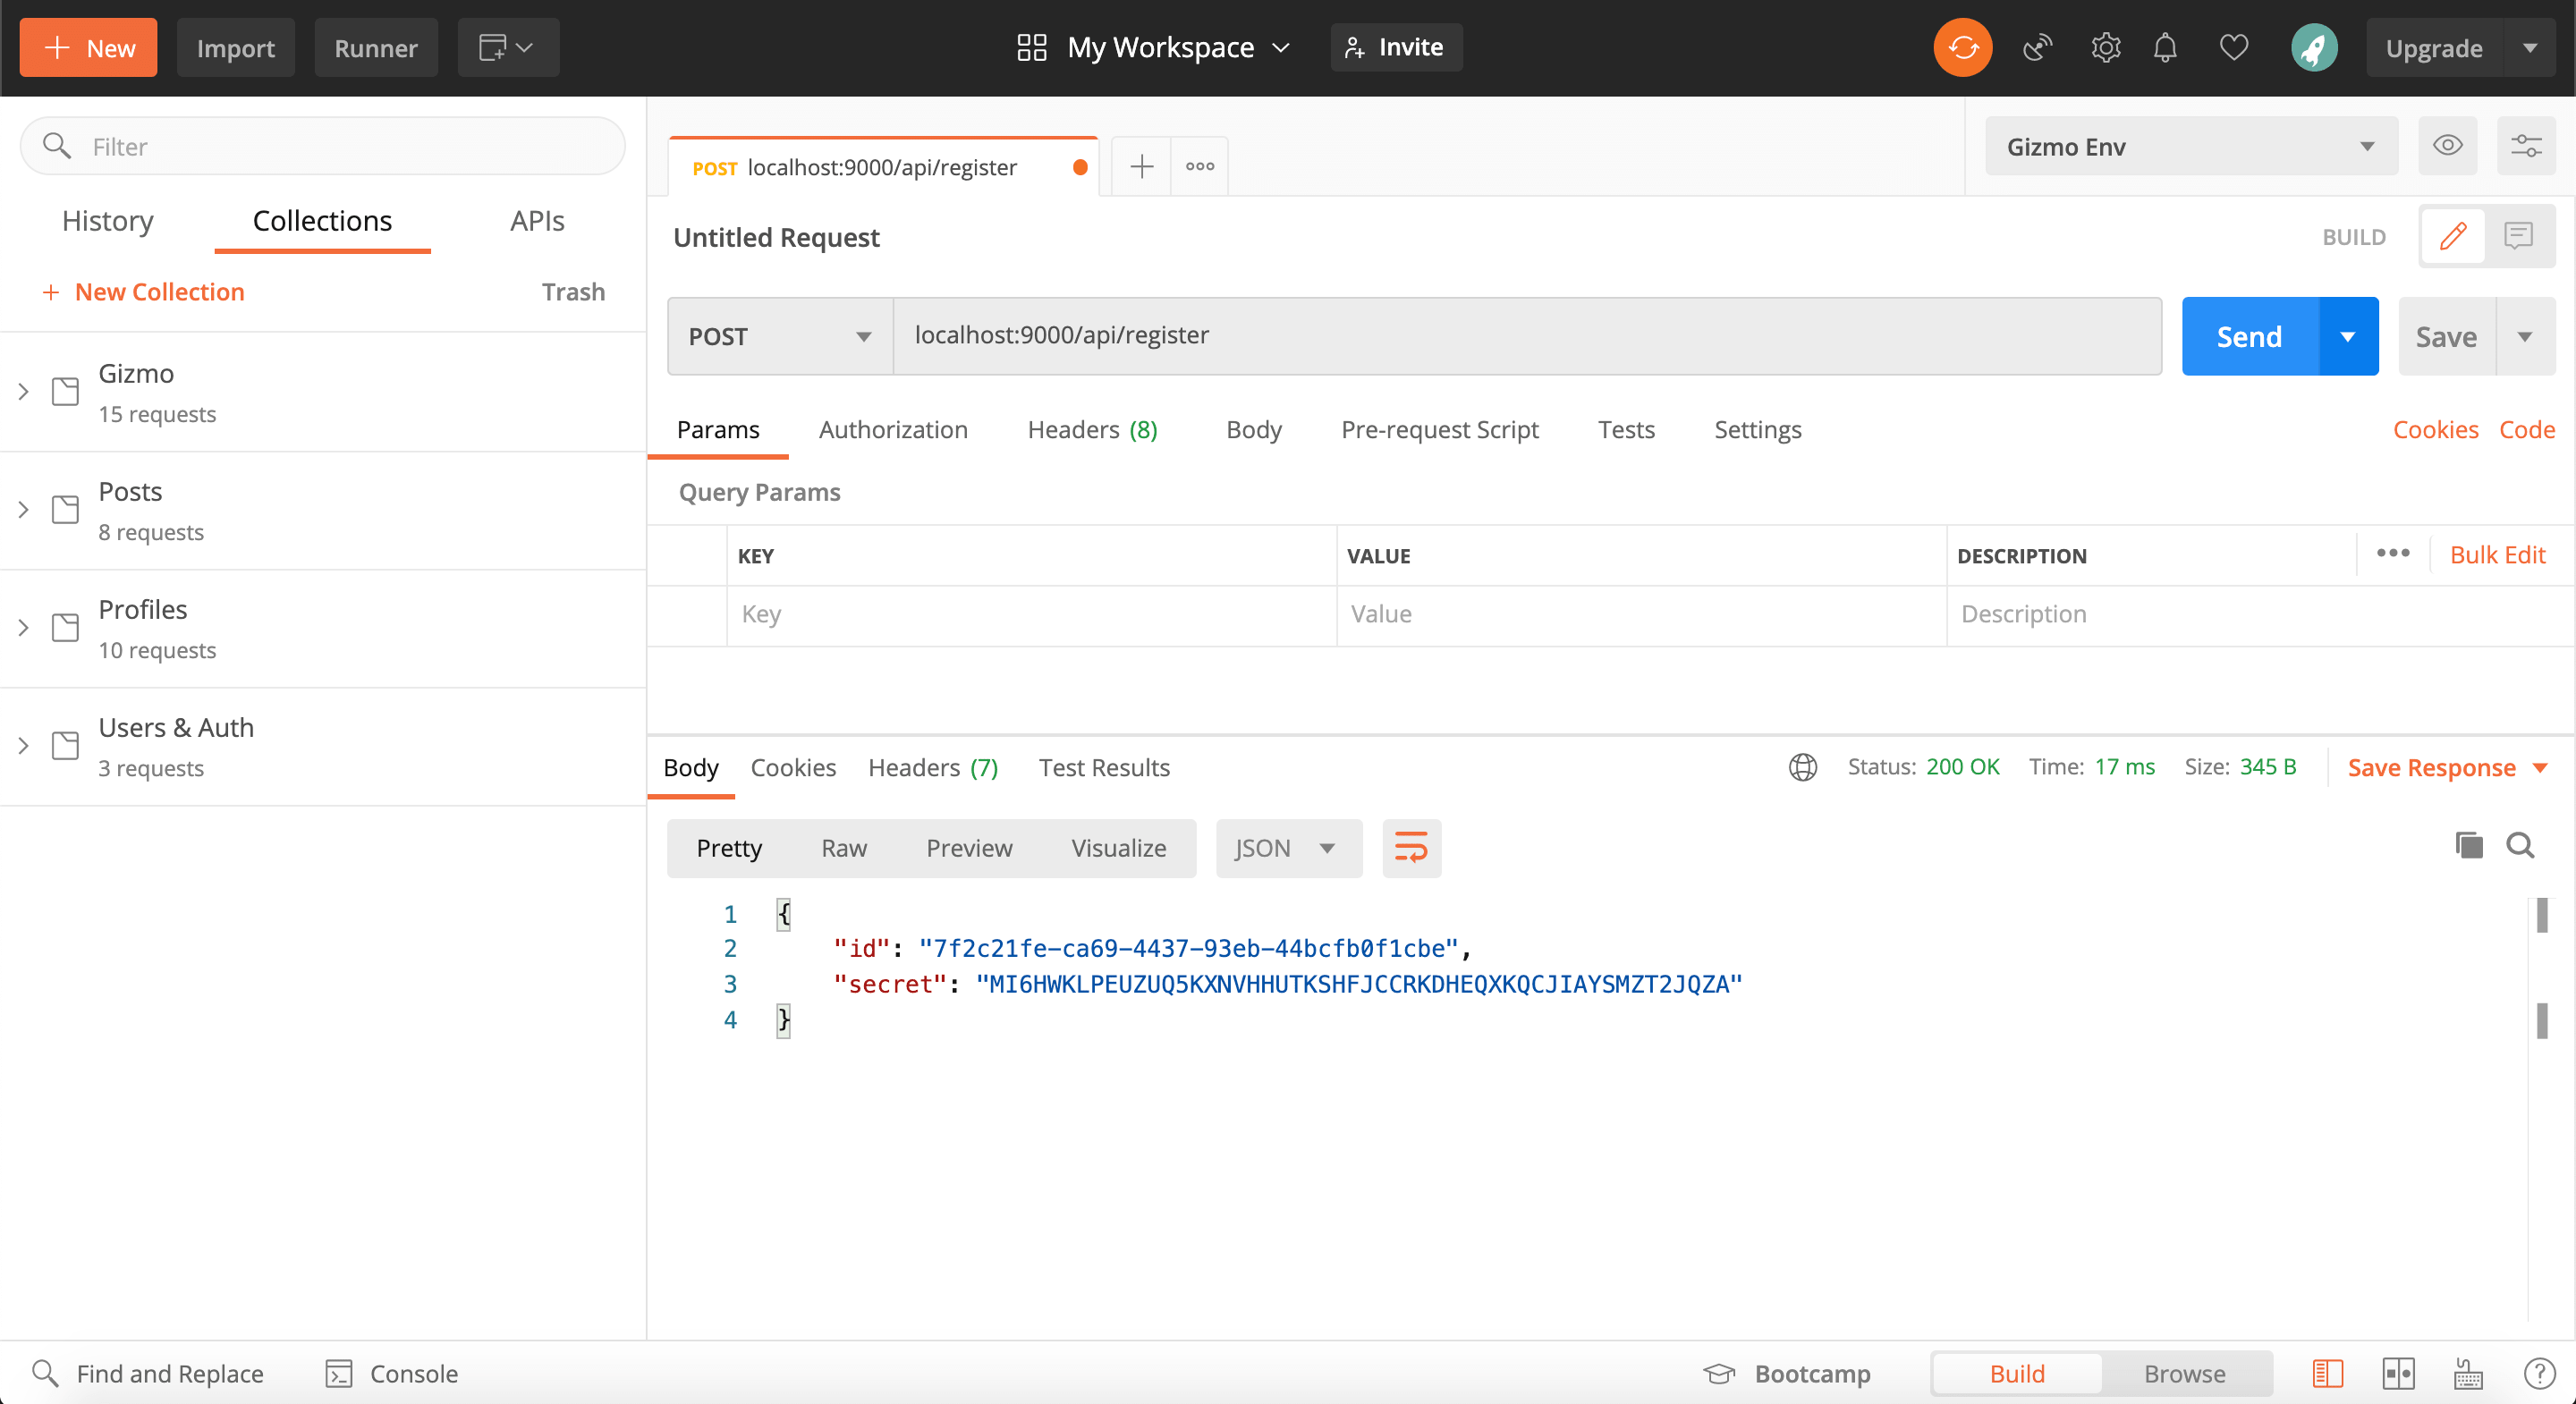 New Import Runner My Workspace Invite Upgrade
Filter
History Collections APIs
+ New Collection Trash
Gizmo
15 requests
Posts
8 requests
Profiles
10 requests
Users & Auth
3 requests
POST localhost:9000/api/register
Gizmo Env
Untitled Request BUILD
POST localhost:9000/api/register Send Save
Params Authorization Headers (8) Body Pre-request Script Tests Settings Cookies Code
Query Params
KEY VALUE DESCRIPTION Bulk Edit
Key Value Description
Body Cookies Headers (7) Test Results Status: 200 OK Time: 17 ms Size: 345 B Save Response
Pretty Raw Preview Visualize JSON
1 {
2 "id": "7f2c21fe-ca69-4437-93eb-44bcfb0f1cbe",
3 "secret": "MI6HWKLPEUZUQ5KXNVHHUTKSHFJCCRKDHEQXKQCJIAYSMZT2JQZA"
4 }
Find and Replace Console Bootcamp Build Browse